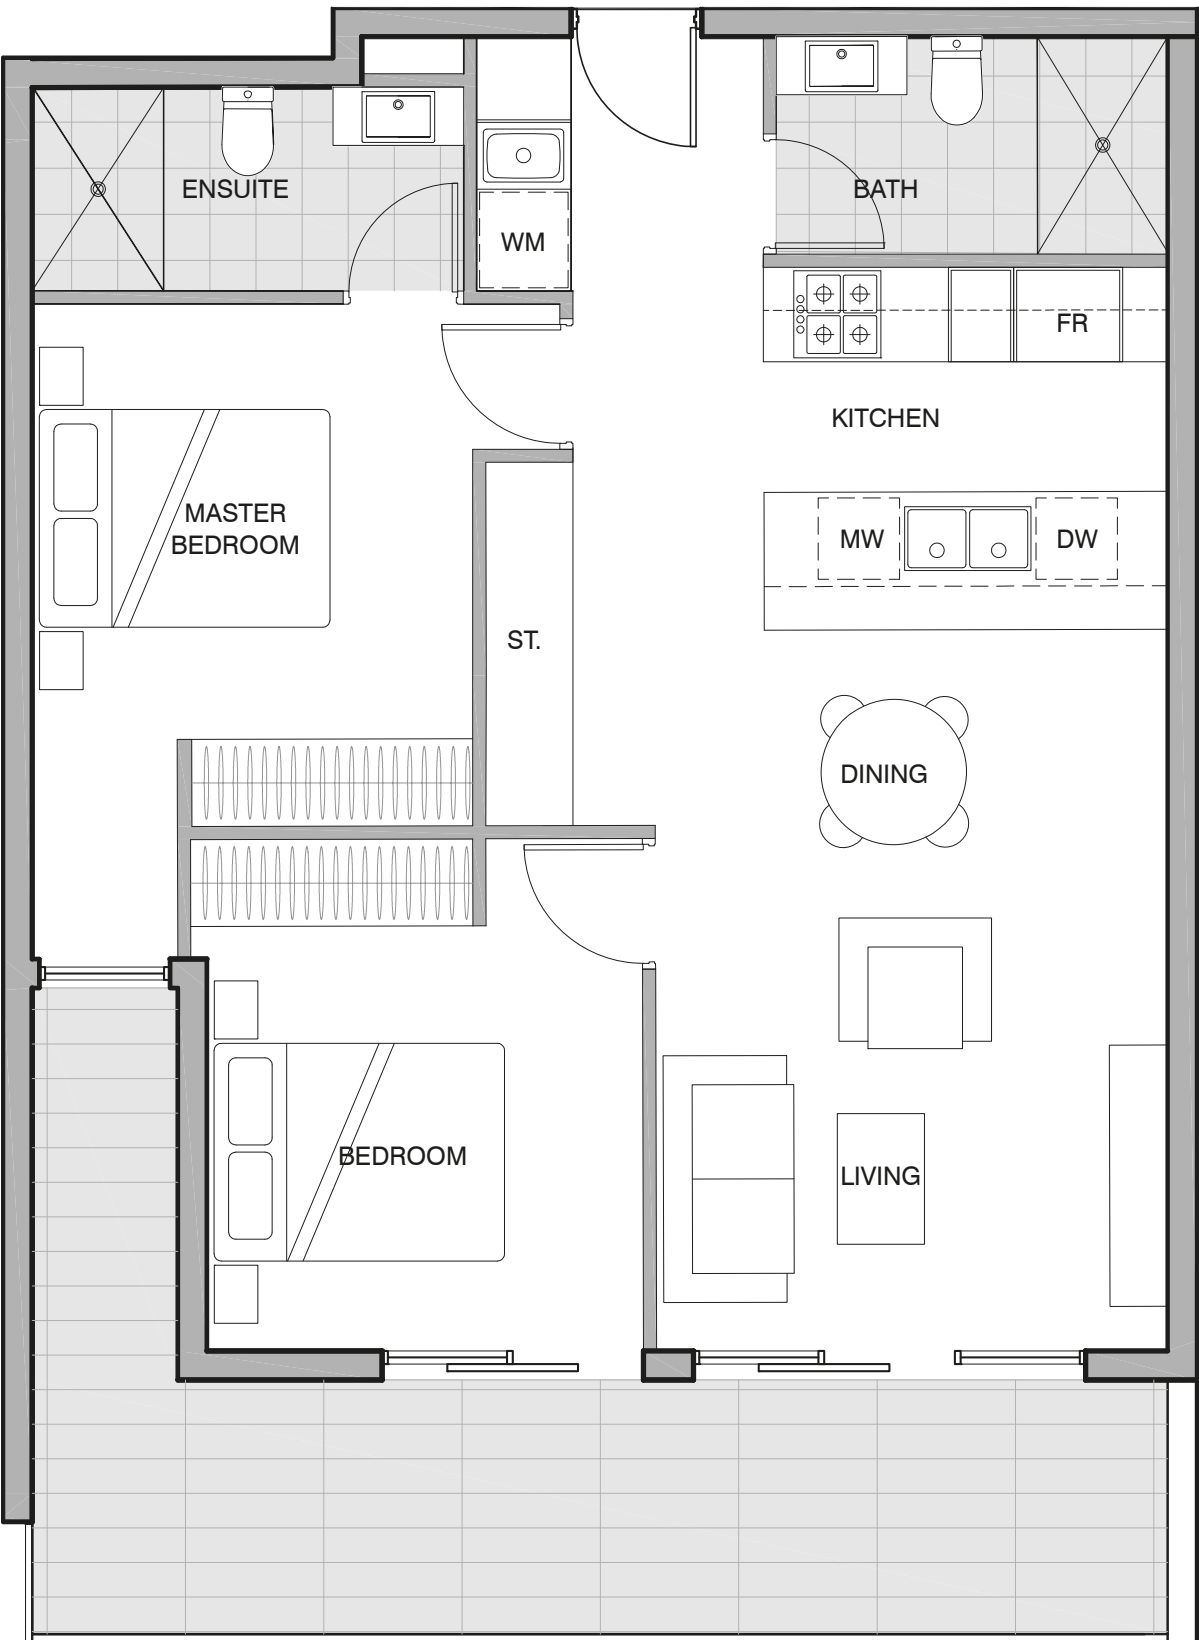 ENSUITE
BATH
WM
FR
KITCHEN
MASTER
BEDROOM
MW
DW
ST.
DINING
BEDROOM
LIVING